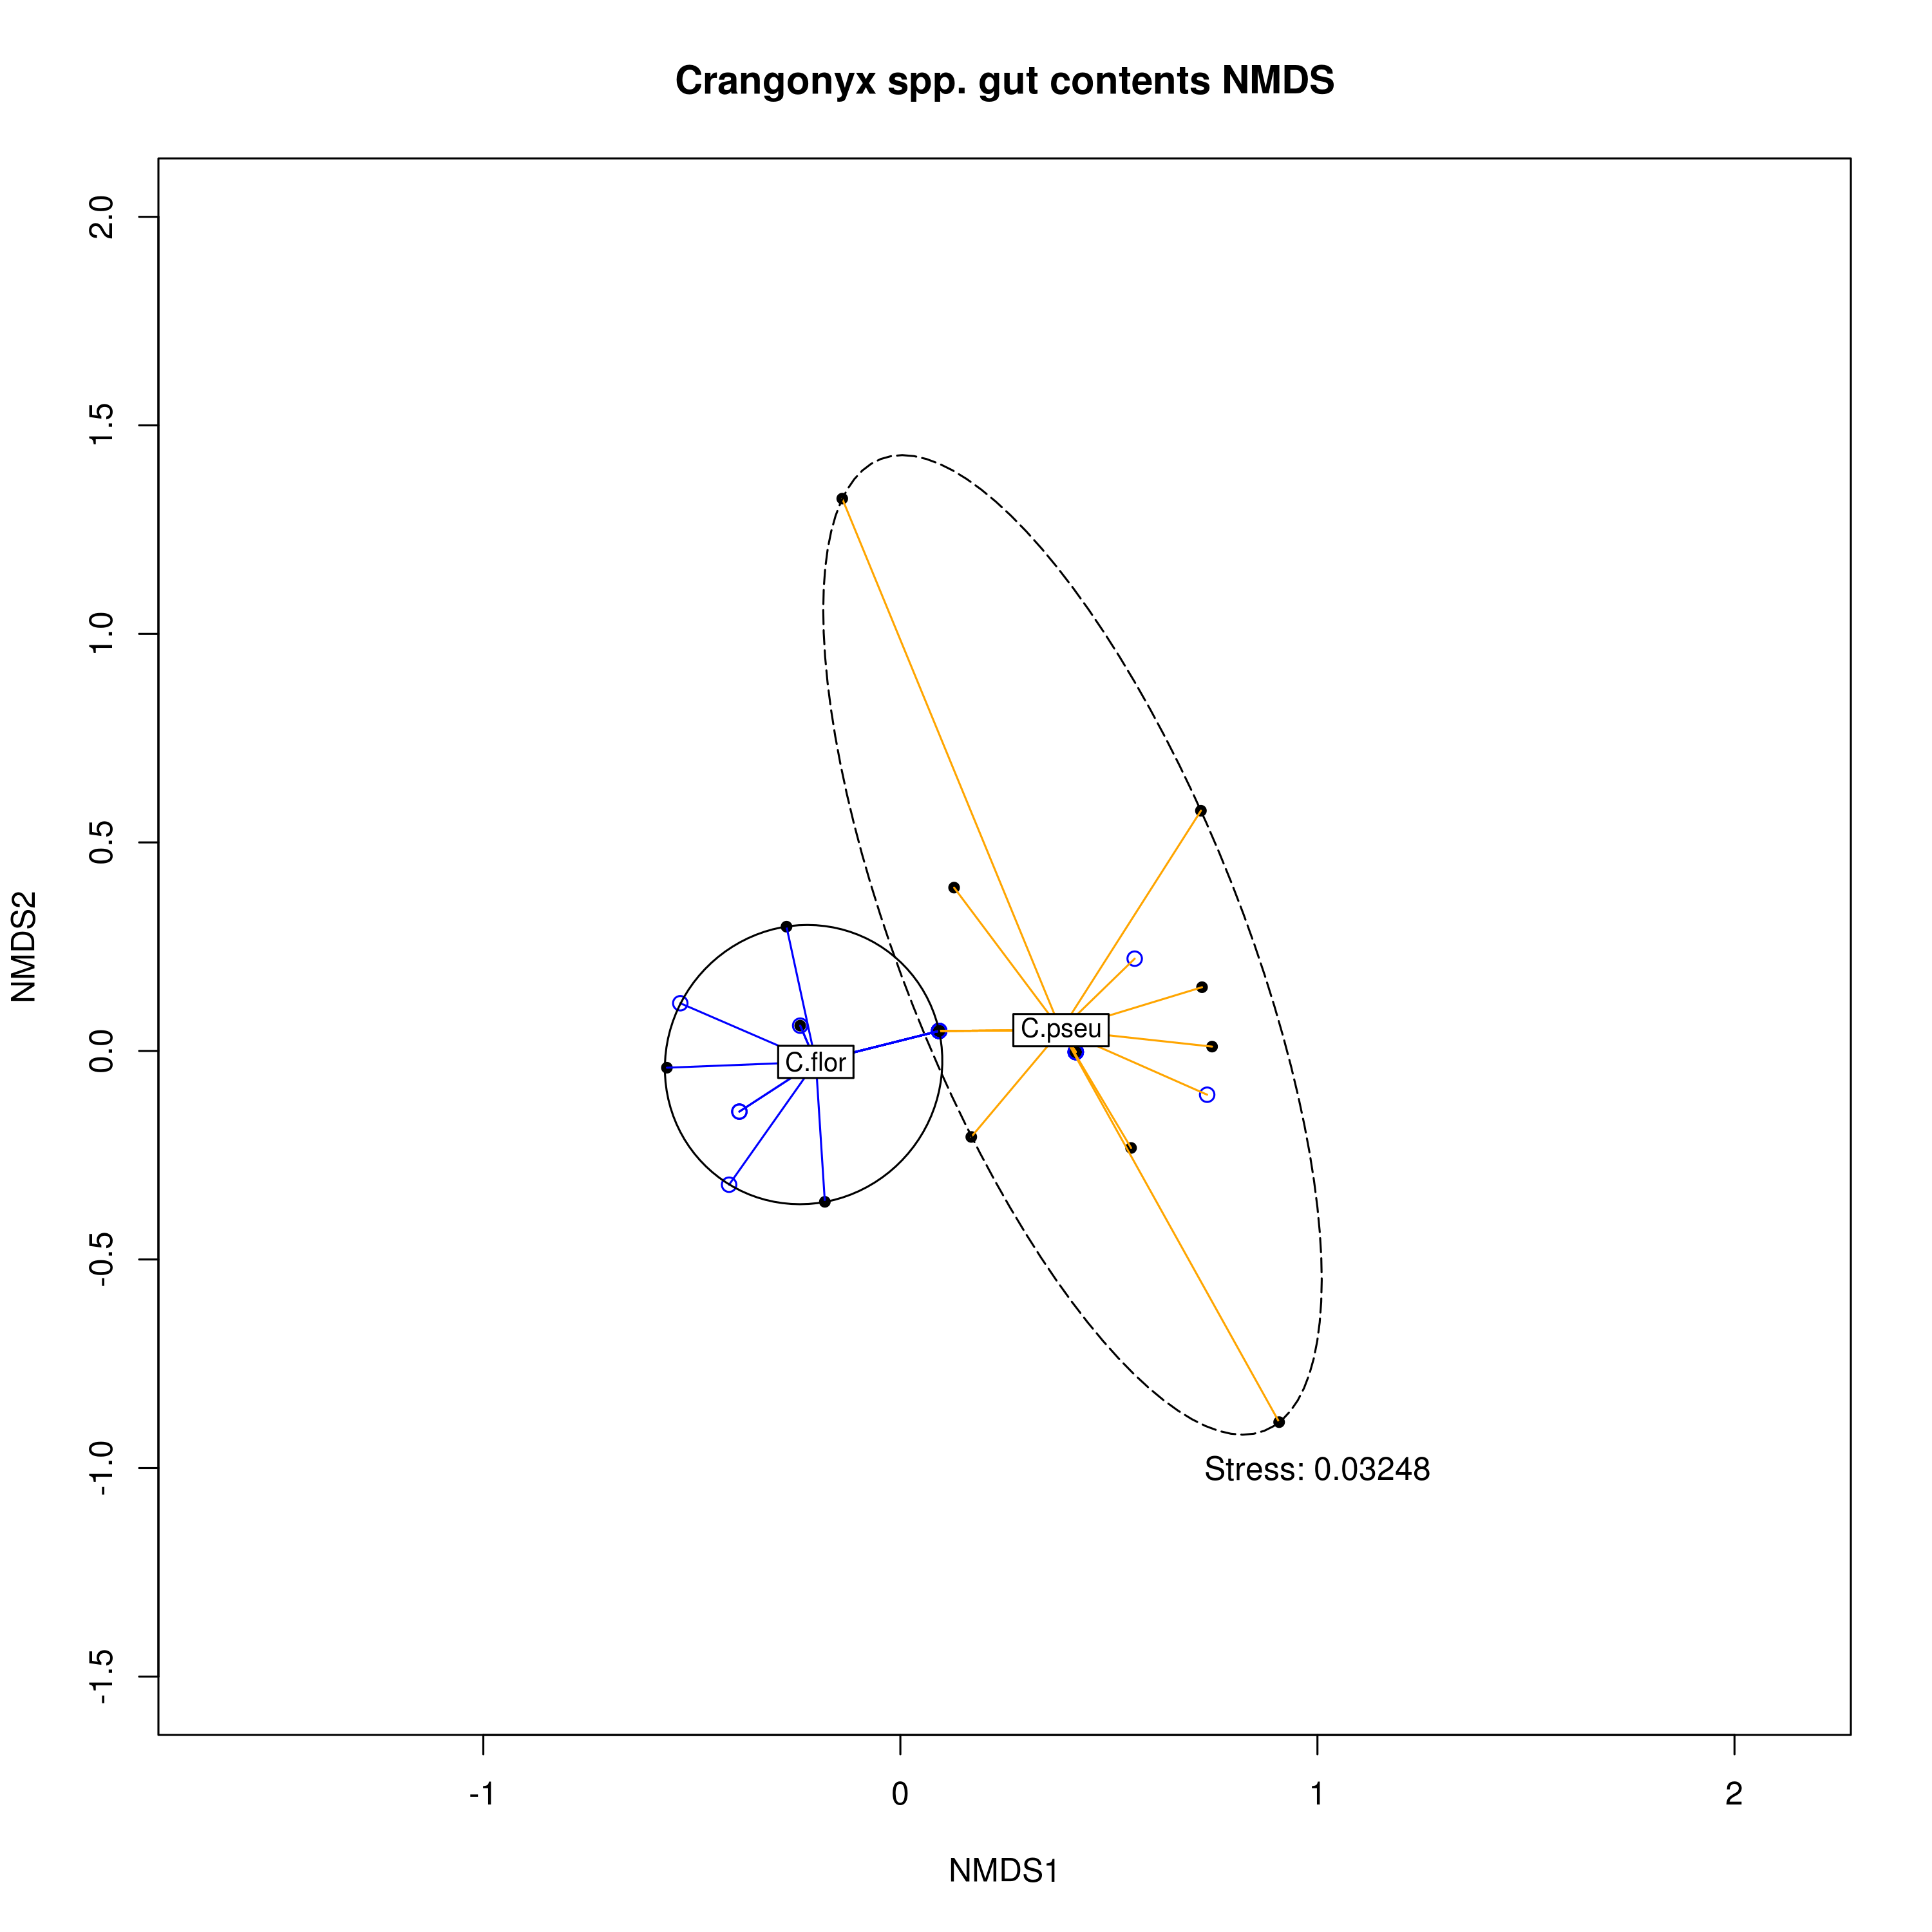 Crangonyx spp. gut contents NMDS
NMDS2
2.0
1.5
1.0
0.5
0.0
-0.5
-1.0
-1.5
C.flor
C.pseu
Stress: 0.03248
-1
0
1
2
NMDS1